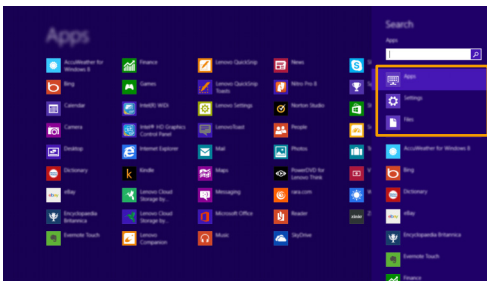 Apps
AccuWeather for
Windows 8
Bing
Calendar
Camera
Desktop
Dictionary
eBay
Encyclopaedia
Britannica
Evernote Touch
Finance
Games
Intel(R) WiDi
Intel® HD Graphics
Control Panel
Internet Explorer
Kindle
Lenovo Cloud
Storage by...
Lenovo Cloud
Storage by...
Lenovo
Companion
Lenovo QuickSnip
Lenovo QuickSnip
Tools
Lenovo Settings
LenovoToast
Mail
Maps
Messaging
Microsoft Office
Music
News
Nitro Pro 8
Norton Studio
People
Photos
PowerDVD for
Lenovo Think
rara.com
Reader
SkyDrive
Search
Apps
Apps
Settings
Files
AccuWeather for Windows 8
Bing
Dictionary
eBay
Encyclopaedia Britannica
Evernote Touch
Finance